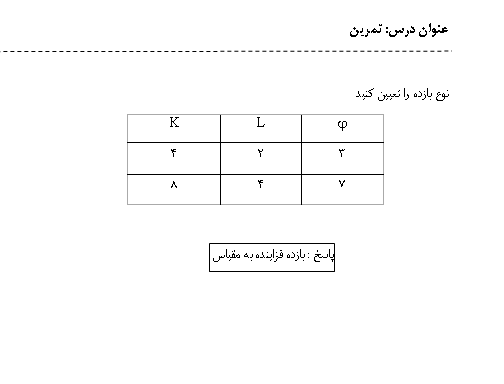 عنوان درس: تمرین
نوع بازده را تعیین کنید
K L φ
۴ ۲ ۳
۸ ۴ ۷
پاسخ : بازده فزاینده به مقیاس